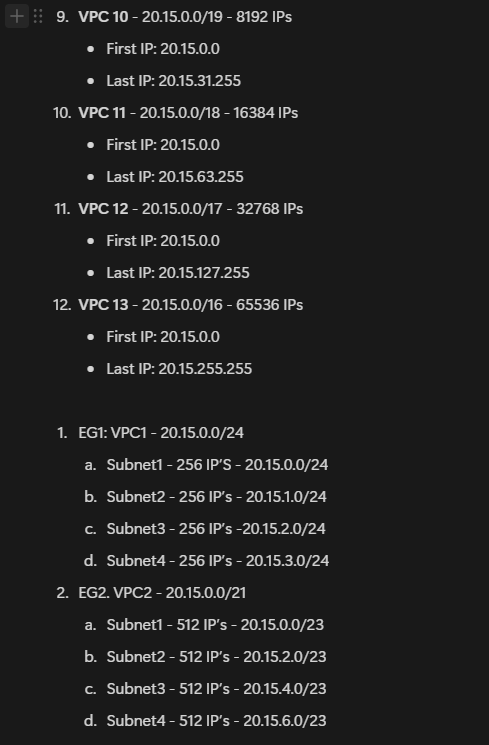 9. VPC 10 - 20.15.0.0/19 - 8192 IPs
• First IP: 20.15.0.0
• Last IP: 20.15.31.255
10. VPC 11 - 20.15.0.0/18 - 16384 IPs
• First IP: 20.15.0.0
• Last IP: 20.15.63.255
11. VPC 12 - 20.15.0.0/17 - 32768 IPs
• First IP: 20.15.0.0
• Last IP: 20.15.127.255
12. VPC 13 - 20.15.0.0/16 - 65536 IPs
• First IP: 20.15.0.0
• Last IP: 20.15.255.255
1. EG1: VPC1 - 20.15.0.0/24
a. Subnet1 - 256 IP'S - 20.15.0.0/24
b. Subnet2 - 256 IP's - 20.15.1.0/24
c. Subnet3 - 256 IP's -20.15.2.0/24
d. Subnet4 - 256 IP's - 20.15.3.0/24
2. EG2. VPC2 - 20.15.0.0/21
a. Subnet1 - 512 IP's - 20.15.0.0/23
b. Subnet2 - 512 IP's - 20.15.2.0/23
c. Subnet3 - 512 IP's - 20.15.4.0/23
d. Subnet4 - 512 IP's - 20.15.6.0/23